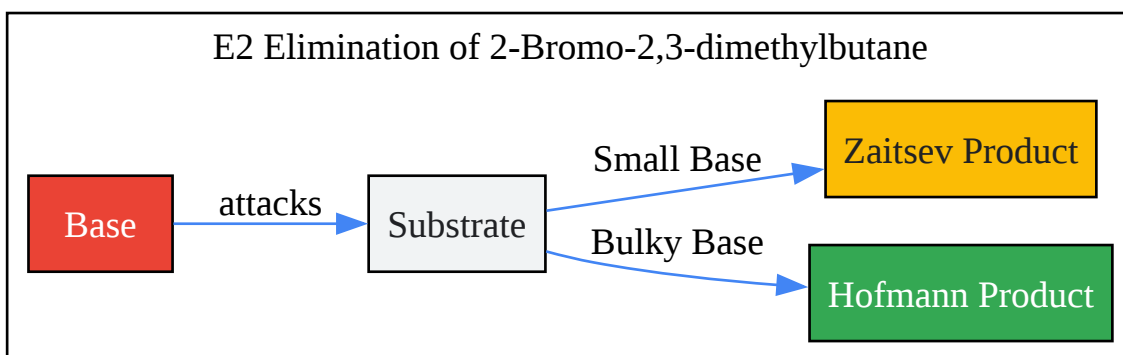 E2 Elimination of 2-Bromo-2,3-dimethylbutane
Base
attacks
Substrate
Small Base
Zaitsev Product
Bulky Base
Hofmann Product